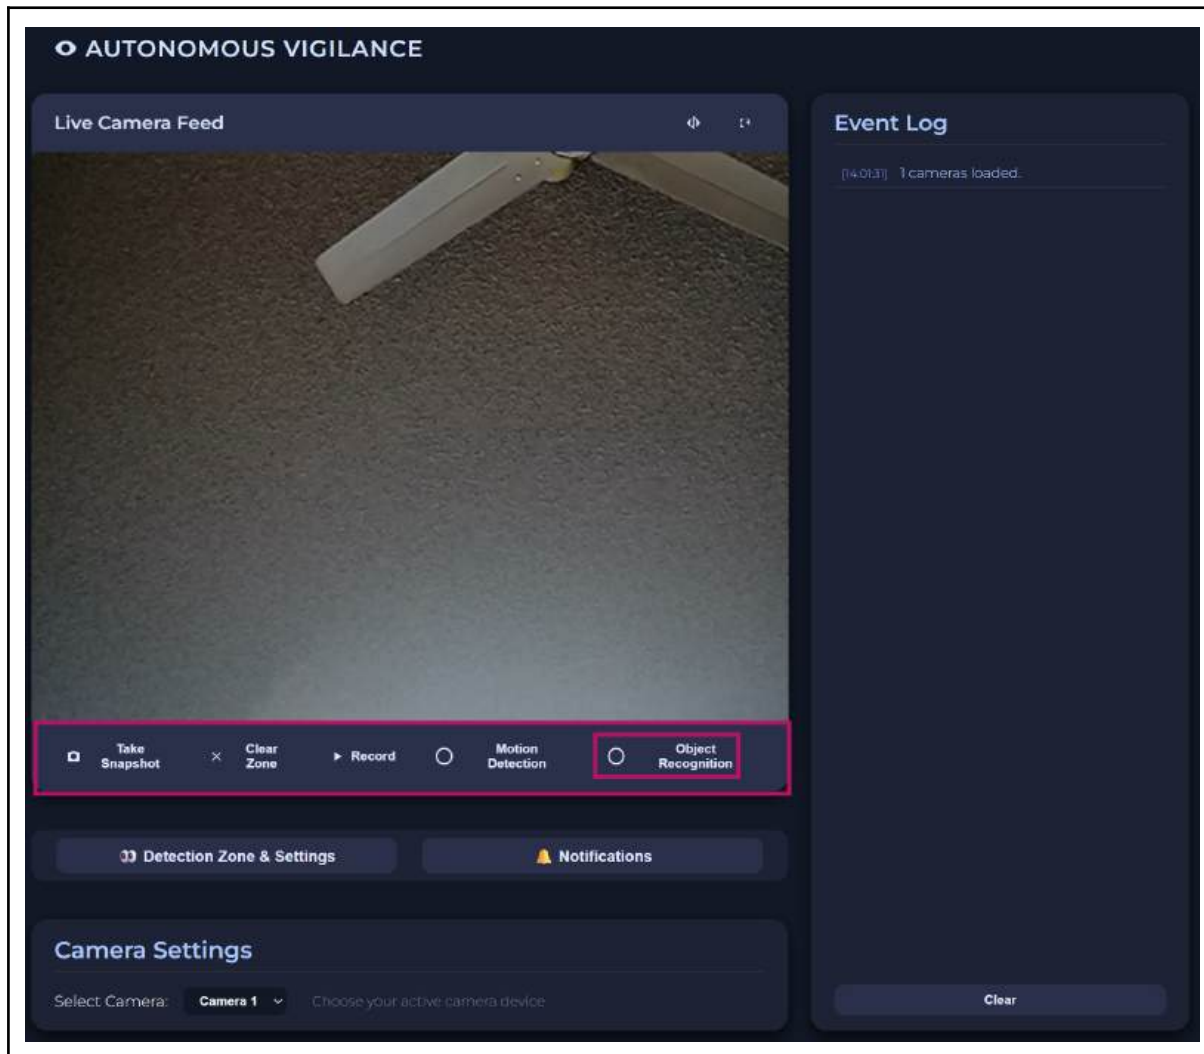 AUTONOMOUS VIGILANCE
Live Camera Feed
Take
Snapshot
Clear
Zone
Record
Motion
Detection
Object
Recognition
Detection Zone & Settings
Notifications
Camera Settings
Select Camera: Camera 1 Choose your active camera device
Event Log
[14:01:31] 1 cameras loaded.
Clear